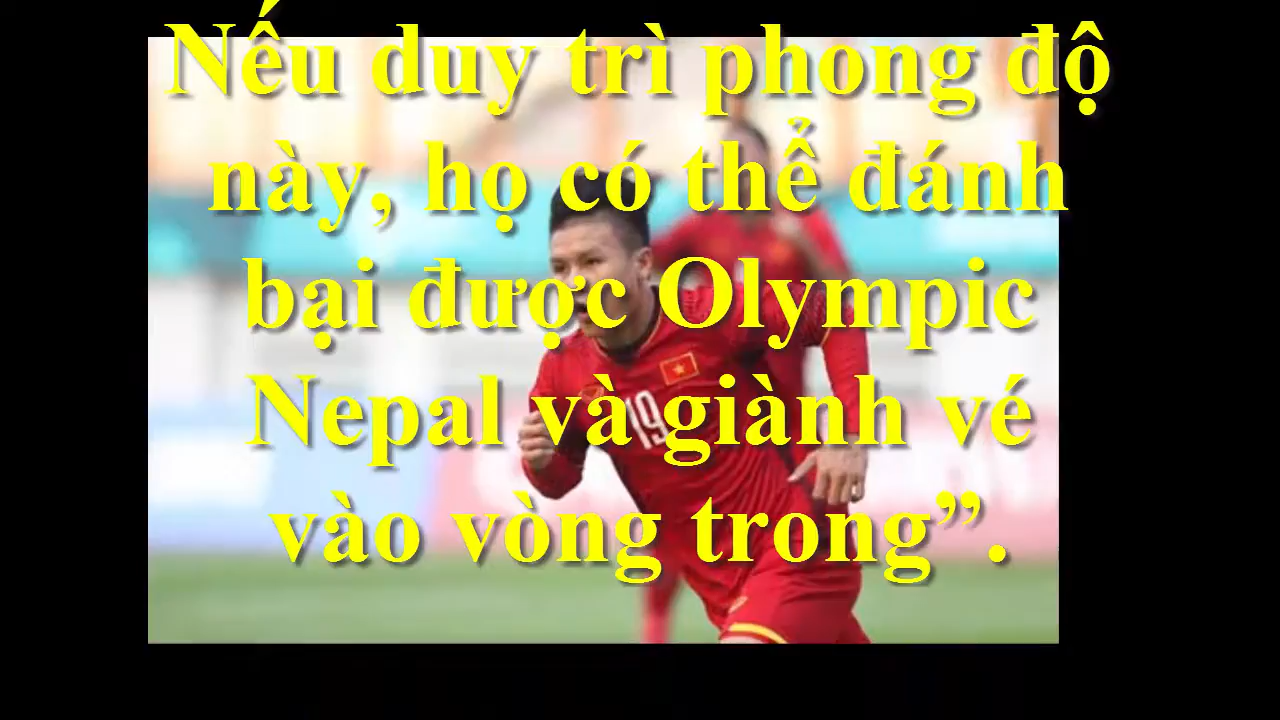 Nếu duy trì phong độ
này, họ có thể đánh
bại được Olympic
Nepal và giành vé
vào vòng trong”.
19